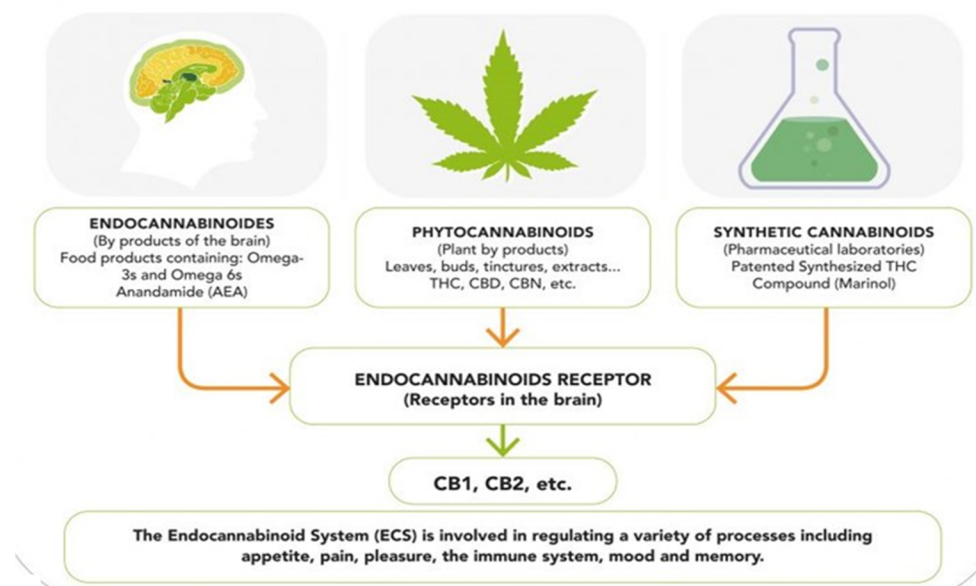 ENDOCANNABINOIDES
(By products of the brain)
Food products containing: Omega-
3s and Omega 6s
Anandamide (AEA)
PHYTOCANNABINOIDS
(Plant by products)
Leaves, buds, tinctures, extracts...
THC, CBD, CBN, etc.
SYNTHETIC CANNABINOIDS
(Pharmaceutical laboratories)
Patented Synthesized THC
Compound (Marinol)
ENDOCANNABINOIDS RECEPTOR
(Receptors in the brain)
CB1, CB2, etc.
The Endocannabinoid System (ECS) is involved in regulating a variety of processes including
appetite, pain, pleasure, the immune system, mood and memory.